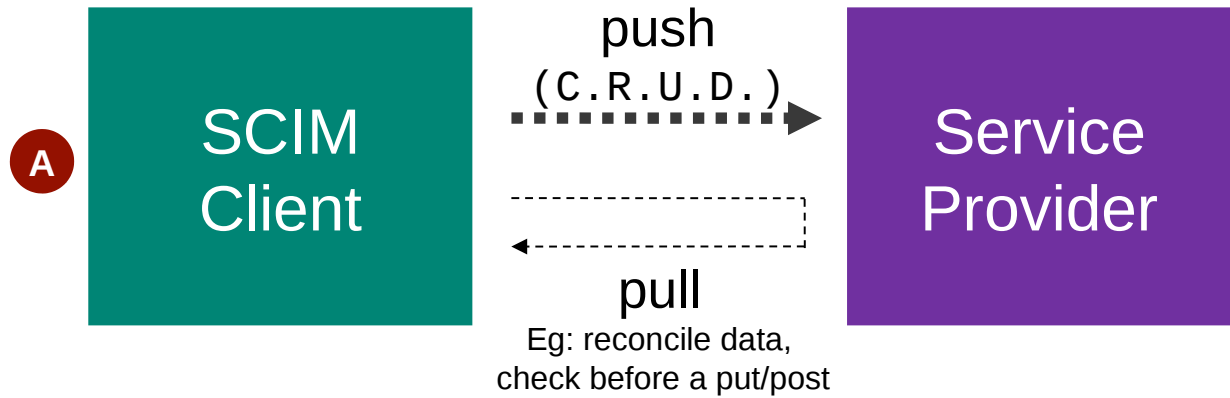 A
SCIM
Client
push
(C.R.U.D.)
pull
Eg: reconcile data,
check before a put/post
Service
Provider